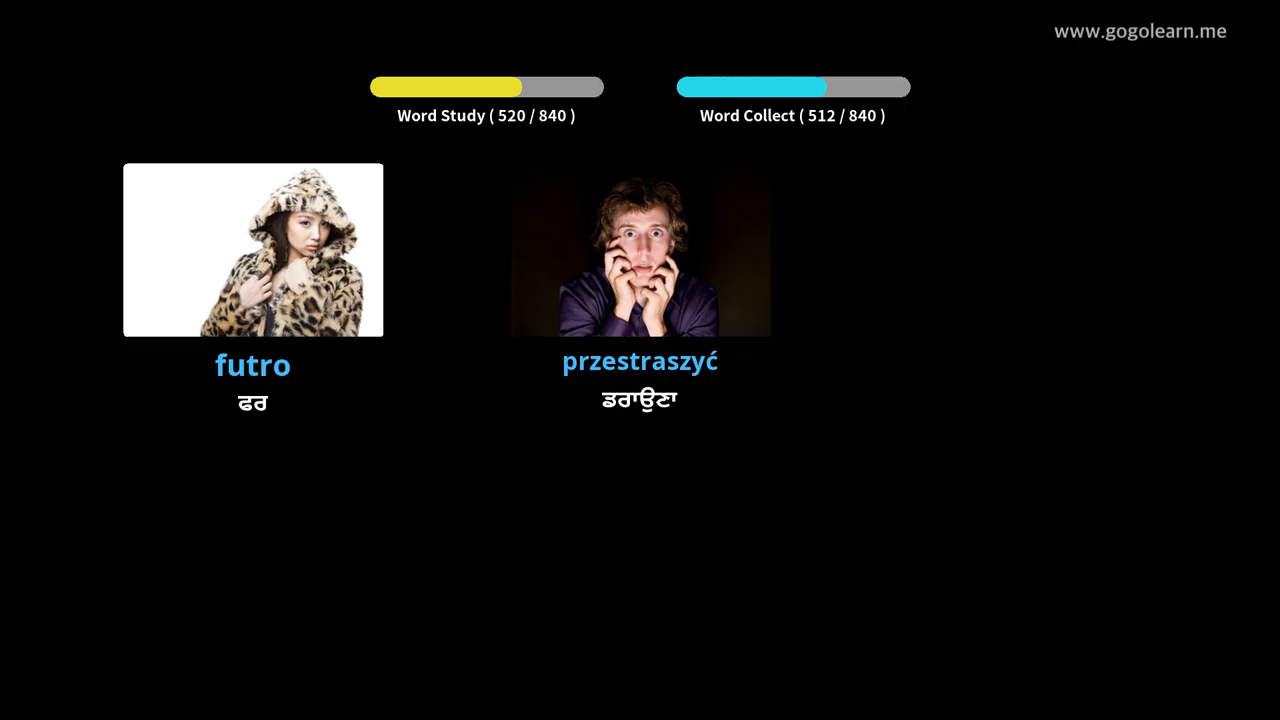 www.gogolearn.me
Word Study ( 520 / 840 )
Word Collect ( 512 / 840 )
futro
ਫਰ
przestraszyć
ਡਰਾਉਣਾ